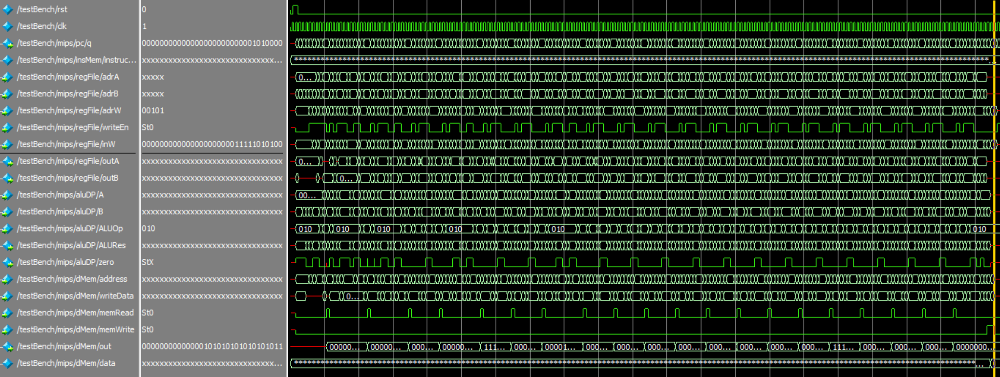 /testBench/rst 0
/testBench/clk 1
/testBench/mips/pc/q 00000000000000000000000001010000
/testBench/mips/insMem/instruc... xxxxxxxxxxxxxxxxxxxxxxxxxxxxxx...
/testBench/mips/regFile/adrA xxxxx 0...
/testBench/mips/regFile/adrB xxxxx
/testBench/mips/regFile/adrW 00101
/testBench/mips/regFile/writeEn St0
/testBench/mips/regFile/inW 00000000000000000000011111010100
/testBench/mips/regFile/outA xxxxxxxxxxxxxxxxxxxxxxxxxxxxxxxx 0...
/testBench/mips/regFile/outB xxxxxxxxxxxxxxxxxxxxxxxxxxxxxxxx 0...
/testBench/mips/aluDP/A xxxxxxxxxxxxxxxxxxxxxxxxxxxxxxxx 00...
/testBench/mips/aluDP/B xxxxxxxxxxxxxxxxxxxxxxxxxxxxxxxx
/testBench/mips/aluDP/ALUOp 010 010 010 010 010 010 010
/testBench/mips/aluDP/ALURes xxxxxxxxxxxxxxxxxxxxxxxxxxxxxxxx
/testBench/mips/aluDP/zero StX
/testBench/mips/dMem/address xxxxxxxxxxxxxxxxxxxxxxxxxxxxxxxx
/testBench/mips/dMem/writeData xxxxxxxxxxxxxxxxxxxxxxxxxxxxxxxx 0...
/testBench/mips/dMem/memRead St0
/testBench/mips/dMem/memWrite St0
/testBench/mips/dMem/out 00000000000000101010101010101011 00000... 00000... 000... 00000... 111... 000... 00001... 000... 000... 000... 000... 000... 000... 000... 000... 111... 000... 000... 000... 0000000...
/testBench/mips/dMem/data xxxxxxxxxxxxxxxxxxxxxxxxxxxxxx... ...